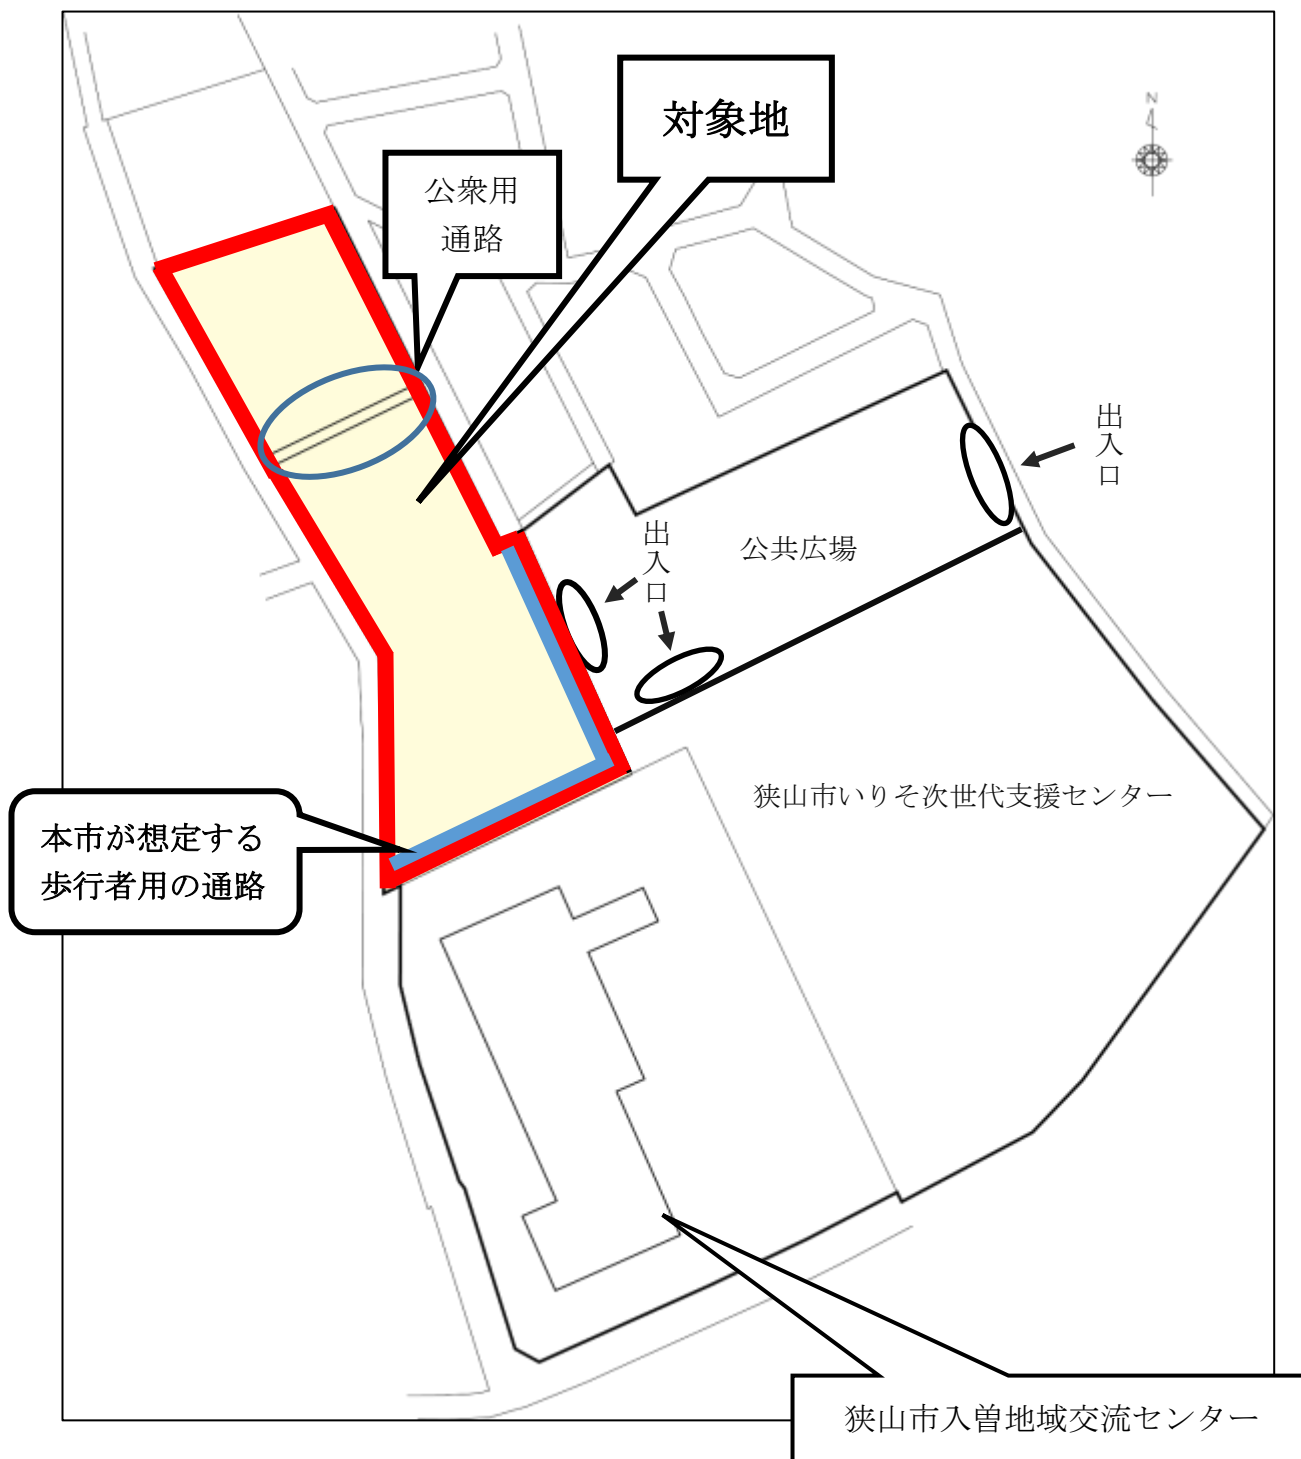 対象地
N
公衆用
通路
出入口
出入口
公共広場
狭山市いりそ次世代支援センター
本市が想定する
歩行者用の通路
狭山市入曽地域交流センター